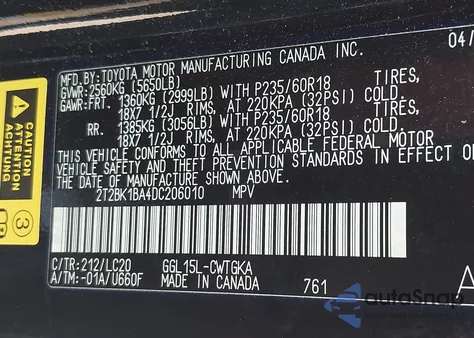 MFD.BY:TOYOTA MOTOR MANUFACTURING CANADA INC. 04/
GVWR:2560KG (5650LB)
GAWR:FRT. 1360KG (2999LB) WITH P235/60R18 TIRES,
18X7 1/2J RIMS, AT 220KPA (32PSI) COLD.
RR. 1385KG (3056LB) WITH P235/60R18 TIRES,
18X7 1/2J RIMS, AT 220KPA (32PSI) COLD.
THIS VEHICLE CONFORMS TO ALL APPLICABLE FEDERAL MOTOR
VEHICLE SAFETY AND THEFT PREVENTION STANDARDS IN EFFECT O
THE DATE OF MANUFACTURE SHOWN ABOVE.
2T2BK1BA4DC206010 MPV
C/TR:212/LC20 GGL15L-CWTGKA
A/TM:-01A/U660F MADE IN CANADA 761 A
CAUTION
ATTENTION
ACHTUNG
3
autoSnap